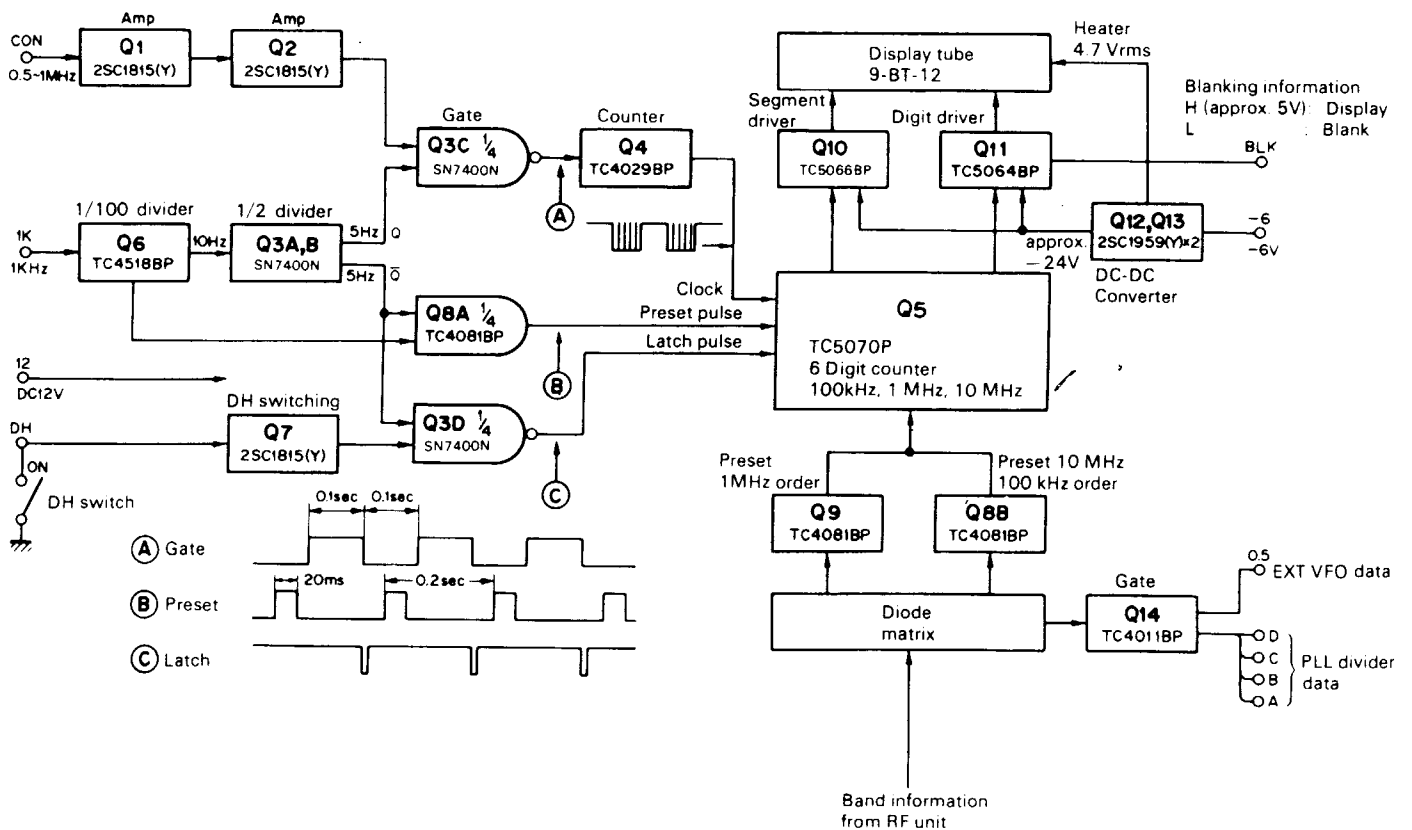 Amp
Amp
CON
Q1
2SC1815(Y)
Q2
2SC1815(Y)
0.5~1MHz
Display tube
9-BT-12
Heater
4.7 Vrms
Segment
driver
Digit driver
Blanking information
H (approx. 5V): Display
L : Blank
Gate
Q3C 1/4
SN7400N
Counter
Q4
TC4029BP
Q10
TC5066BP
Q11
TC5064BP
BLK
A
1/100 divider
1/2 divider
1K
1KHz
Q6
TC4518BP
10Hz
Q3A,B
SN7400N
5Hz Q
5Hz Q̅
Q12,Q13
2SC1959(Y)×2
-6
-6V
approx.
-24V
DC-DC
Converter
Clock
Preset pulse
Latch pulse
Q5
TC5070P
6 Digit counter
100kHz, 1 MHz, 10 MHz
Q8A 1/4
TC4081BP
B
12
DC12V
DH switching
Q7
2SC1815(Y)
Q3D 1/4
SN7400N
DH
ON
DH switch
C
Preset
1MHz order
Preset 10 MHz
100 kHz order
Q9
TC4081BP
Q8B
TC4081BP
0.1sec
0.1sec
A Gate
20ms
0.2sec
B Preset
C Latch
Diode
matrix
Gate
Q14
TC4011BP
0.5
EXT VFO data
D
C
B
A
PLL divider
data
Band information
from RF unit